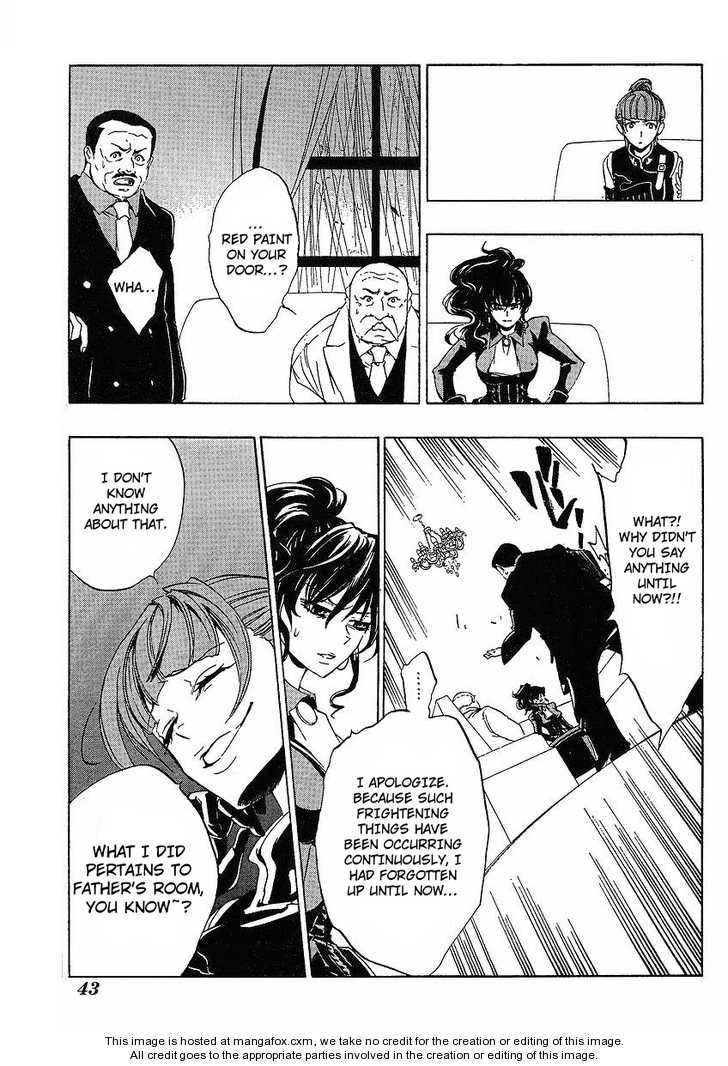 ...
RED PAINT
ON YOUR
DOOR...?
WHA...
WHAT?!
WHY DIDN'T
YOU SAY
ANYTHING
UNTIL
NOW?!!
......
I APOLOGIZE.
BECAUSE SUCH
FRIGHTENING
THINGS HAVE
BEEN OCCURRING
CONTINUOUSLY, I
HAD FORGOTTEN
UP UNTIL NOW...
I DON'T
KNOW
ANYTHING
ABOUT THAT.
WHAT I DID
PERTAINS TO
FATHER'S ROOM,
YOU KNOW~?
43
This image is hosted at mangafox.cxm, we take no credit for the creation or editing of this image.
All credit goes to the appropriate parties involved in the creation or editing of this image.